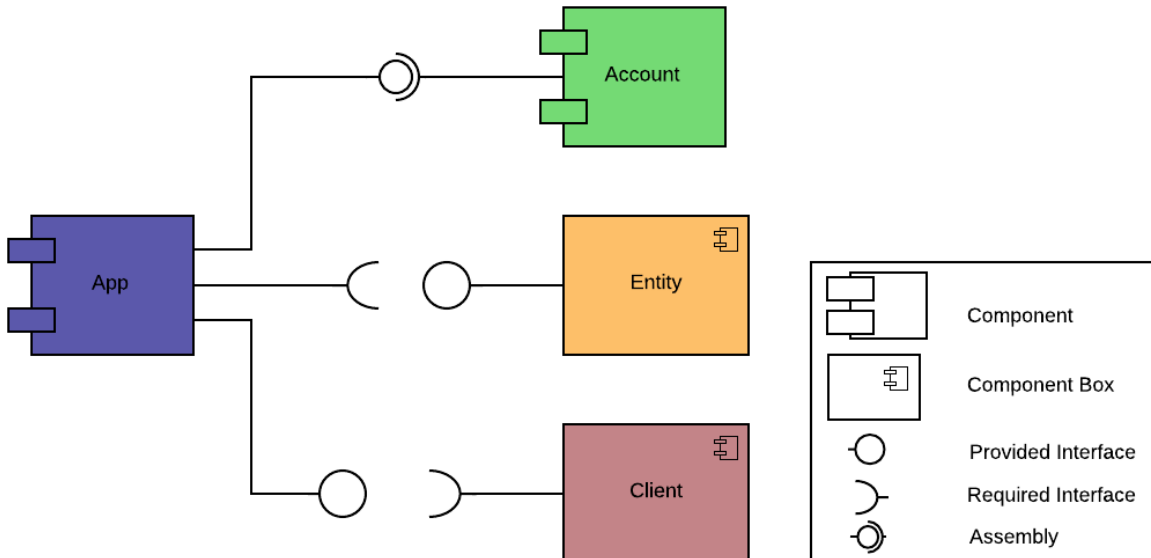 Account
App
Entity
Client
Component
Component Box
Provided Interface
Required Interface
Assembly